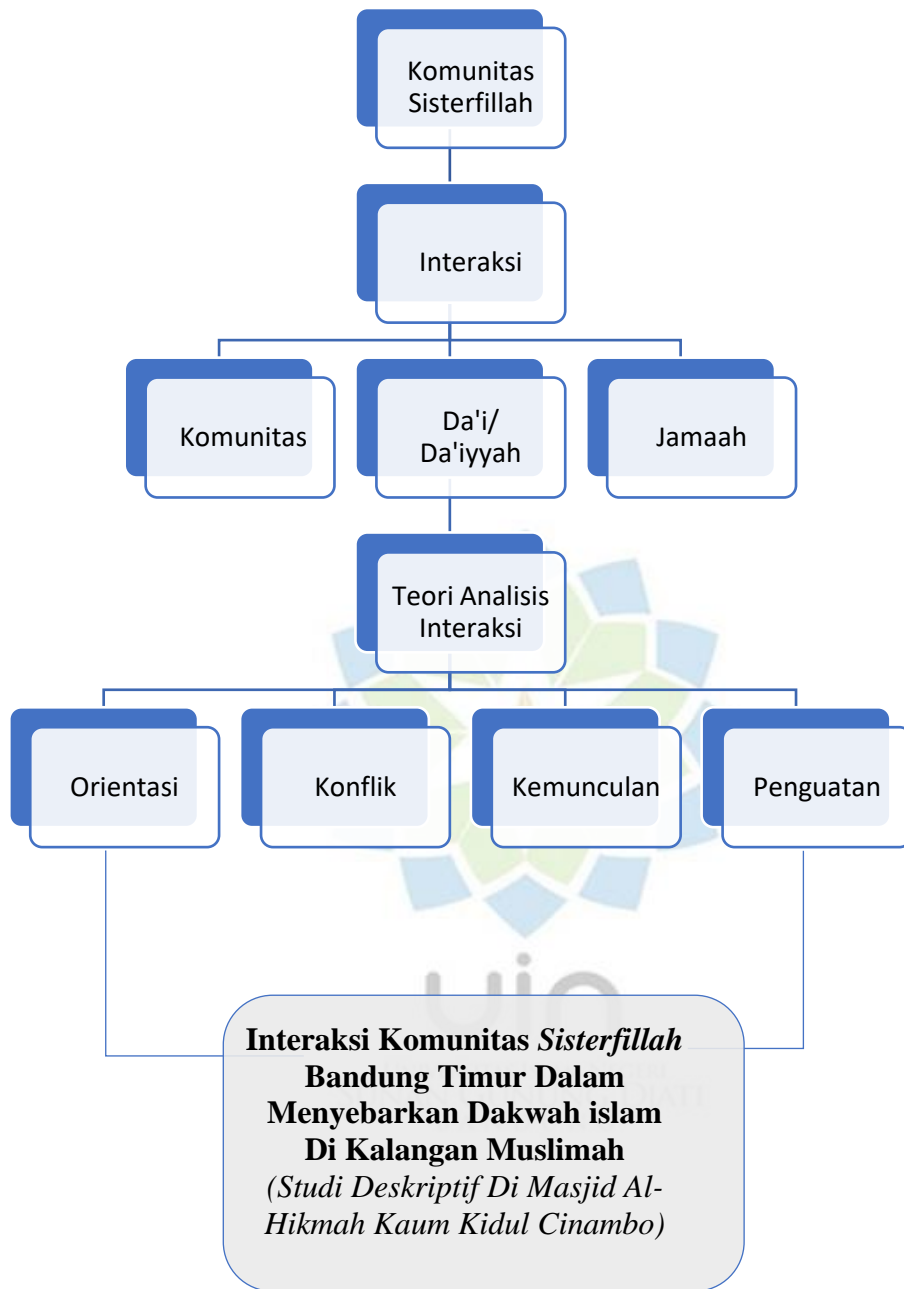 Komunitas
Sisterfillah
Interaksi
Komunitas
Da'i/
Da'iyyah
Jamaah
Teori Analisis
Interaksi
Orientasi
Konflik
Kemunculan
Penguatan
uin
Interaksi Komunitas Sisterfillah
Bandung Timur Dalam
Menyebarkan Dakwah islam
Di Kalangan Muslimah
(Studi Deskriptif Di Masjid Al-
Hikmah Kaum Kidul Cinambo)